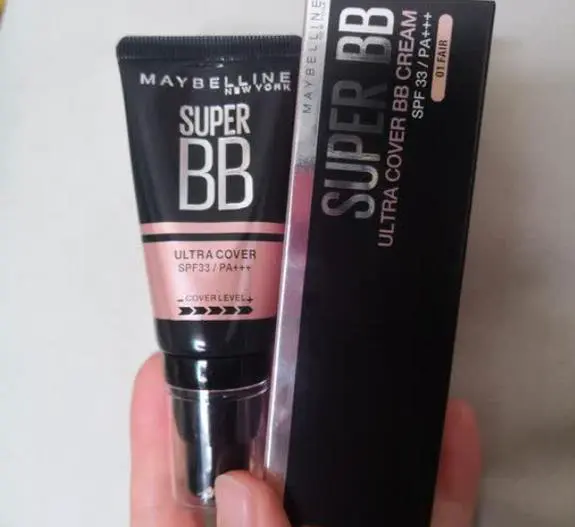 MAYBELLINE
NEW YORK
SUPER
BB
ULTRA COVER
SPF33 / PA+++
- COVER LEVEL +
MAYBELLINE
SUPER BB
ULTRA COVER BB CREAM
SPF 33 / PA+++
01 FAIR